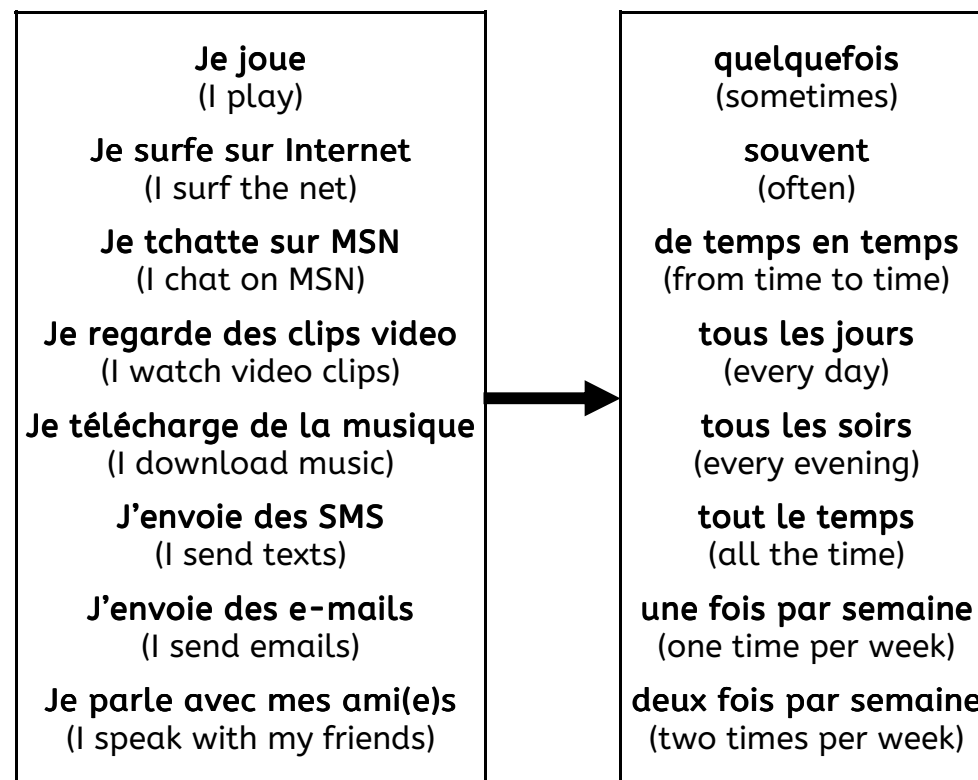 Je joue
(I play)
Je surfe sur Internet
(I surf the net)
Je tchatte sur MSN
(I chat on MSN)
Je regarde des clips video
(I watch video clips)
Je télécharge de la musique
(I download music)
J’envoie des SMS
(I send texts)
J’envoie des e-mails
(I send emails)
Je parle avec mes ami(e)s
(I speak with my friends)
quelquefois
(sometimes)
souvent
(often)
de temps en temps
(from time to time)
tous les jours
(every day)
tous les soirs
(every evening)
tout le temps
(all the time)
une fois par semaine
(one time per week)
deux fois par semaine
(two times per week)